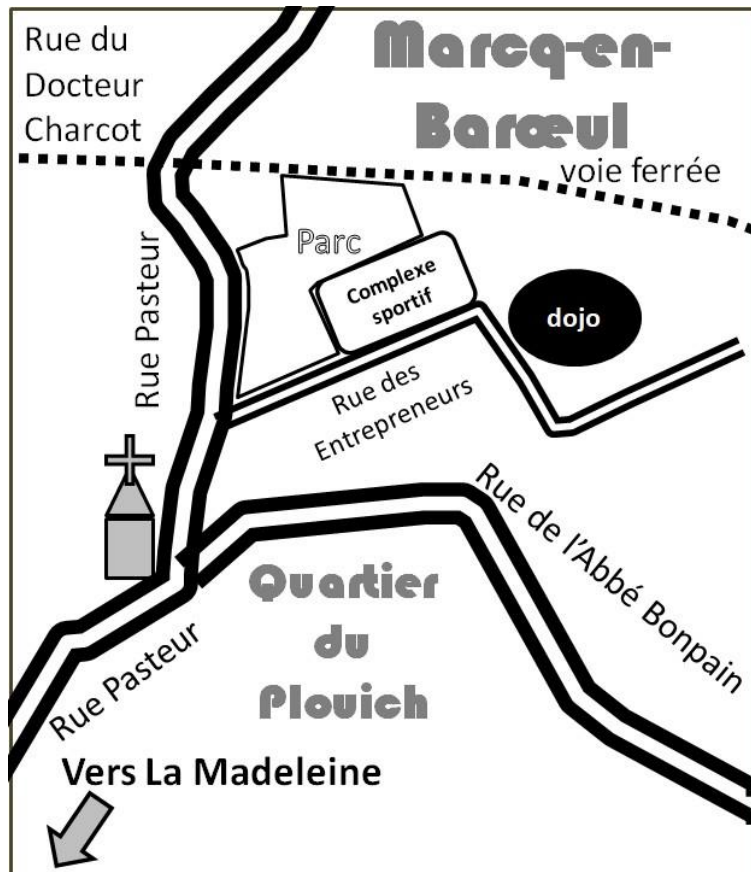 Rue du
Docteur
Charcot
Marcq-en-
Barœul
voie ferrée
Rue Pasteur
Parc
Complexe
sportif
dojo
Rue des
Entrepreneurs
Rue de l'Abbé Bonpain
Quartier
du
Plouich
Rue Pasteur
Vers La Madeleine